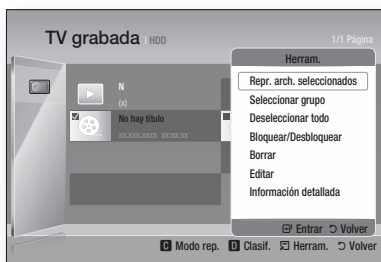 TV grabada | HDD
1/1 Página
N
(x)
No hay título
xx.xxx.xxxx xx:xx:xx
Herram.
Repr. arch. seleccionados
Seleccionar grupo
Deseleccionar todo
Bloquear/Desbloquear
Borrar
Editar
Información detallada
Entrar Volver
C Modo rep. D Clasif. Herram. Volver